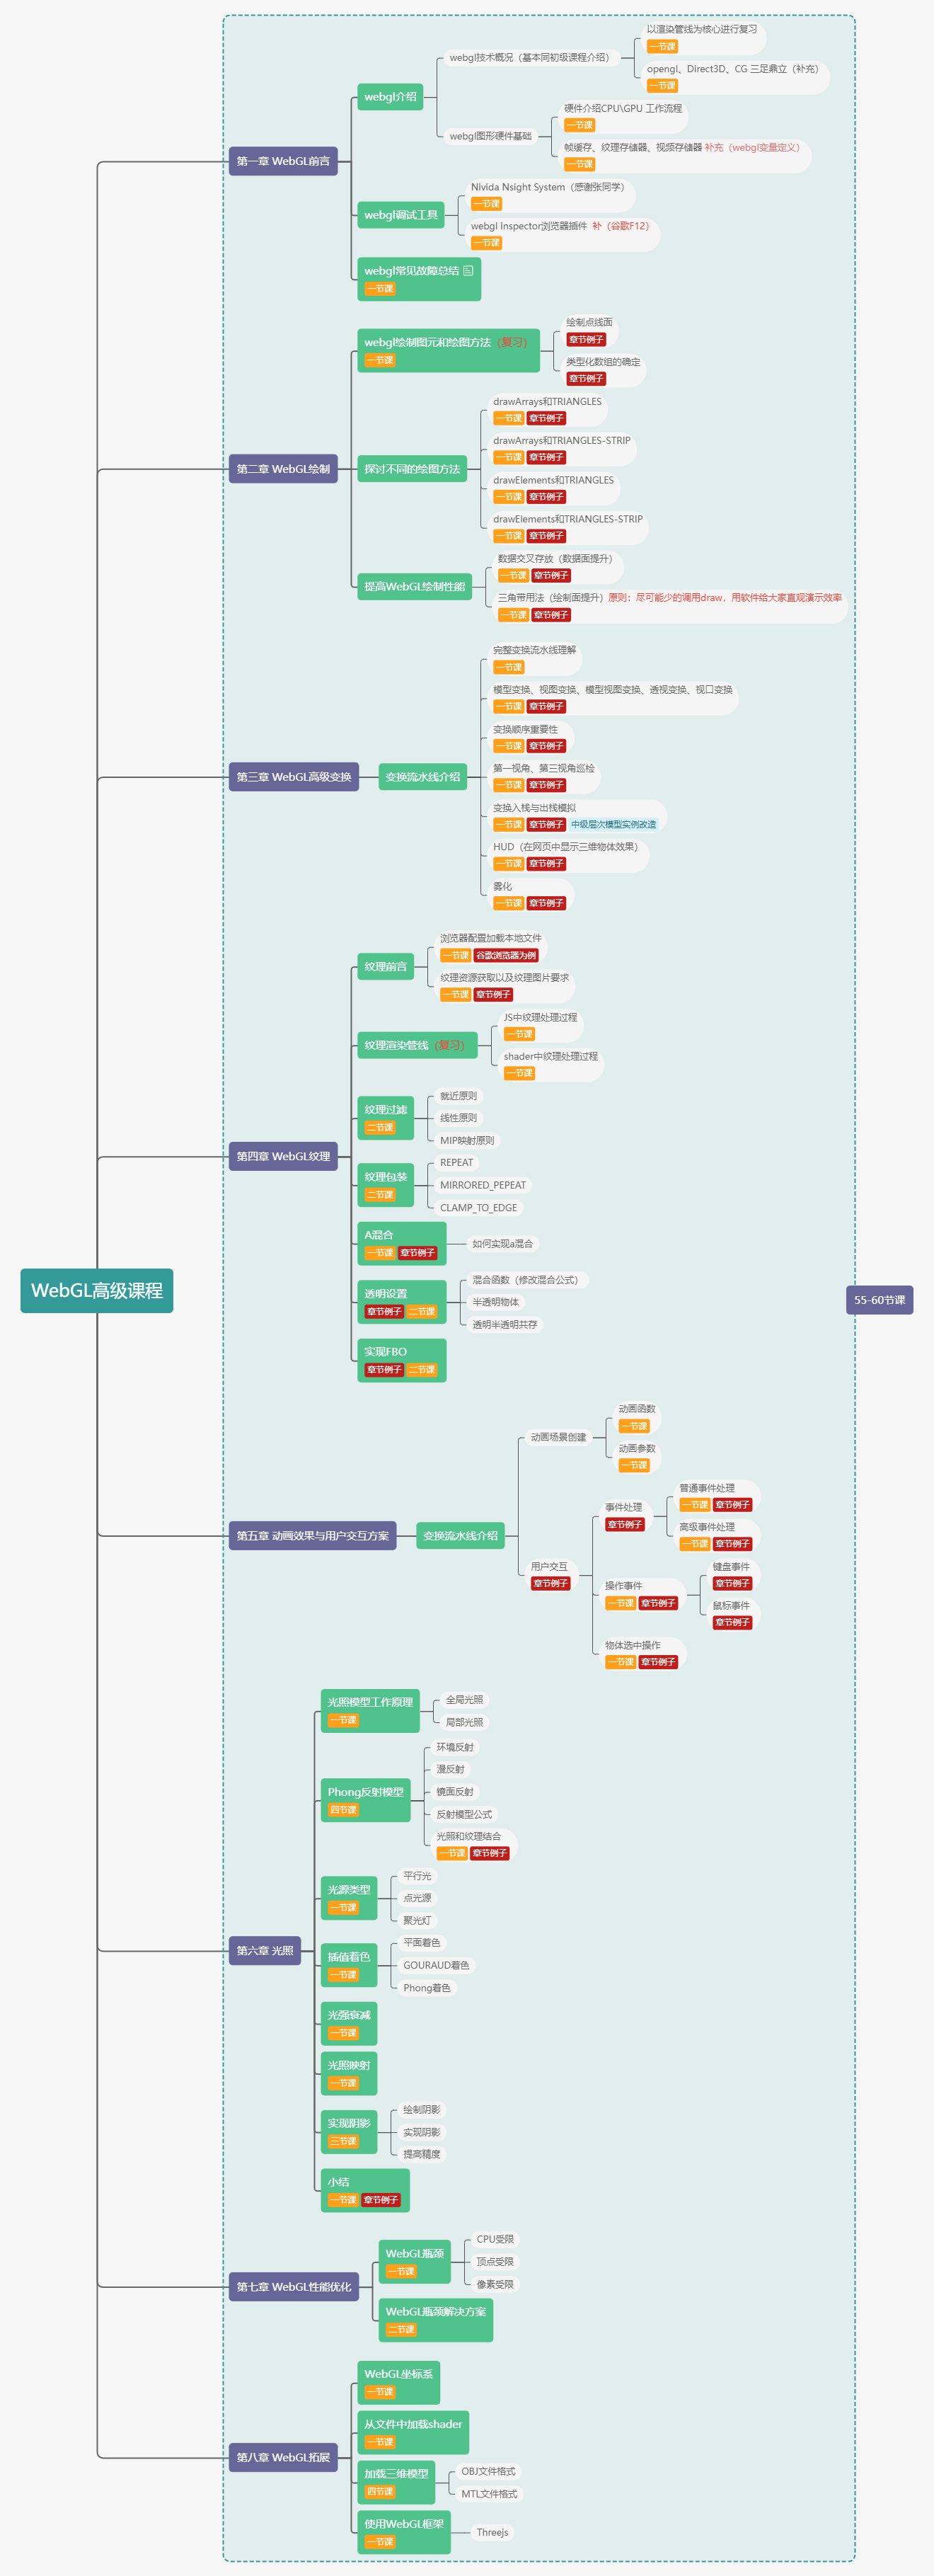 WebGL高级课程
55-60节课
第一章 WebGL前言
webgl介绍
webgl技术概况（基本同初级课程介绍）
以渲染管线为核心进行复习
一节课
opengl、Direct3D、CG 三足鼎立（补充）
一节课
webgl图形硬件基础
硬件介绍CPU\GPU 工作流程
一节课
帧缓存、纹理存储器、视频存储器 补充（webgl变量定义）
一节课
webgl调试工具
Nivida Nsight System（感谢张同学）
一节课
webgl inspector浏览器插件 补（谷歌F12）
一节课
webgl常见故障总结
一节课
第二章 WebGL绘制
webgl绘制图元和绘图方法（复习）
一节课
绘制点线面
章节例子
类型化数组的确定
章节例子
探讨不同的绘图方法
drawArrays和TRIANGLES
一节课 章节例子
drawArrays和TRIANGLES-STRIP
一节课 章节例子
drawElements和TRIANGLES
一节课 章节例子
drawElements和TRIANGLES-STRIP
一节课 章节例子
提高WebGL绘制性能
数据交叉存放（数据面提升）
一节课 章节例子
三角带用法（绘制面提升）原则：尽可能少的调用draw，用软件给大家直观演示效率
一节课 章节例子
第三章 WebGL高级变换
变换流水线介绍
完整变换流水线理解
一节课
模型变换、视图变换、模型视图变换、透视变换、视口变换
一节课 章节例子
变换顺序重要性
一节课 章节例子
第一视角、第三视角巡检
一节课 章节例子
变换入栈与出栈模拟
一节课 章节例子 中级层次模型实例改造
HUD（在网页中显示三维物体效果）
一节课 章节例子
雾化
一节课 章节例子
第四章 WebGL纹理
纹理前言
浏览器配置加载本地文件
一节课 谷歌浏览器为例
纹理资源获取以及纹理图片要求
一节课 章节例子
纹理渲染管线（复习）
JS中纹理处理过程
一节课
shader中纹理处理过程
一节课
纹理过滤
二节课
就近原则
线性原则
MIP映射原则
纹理包装
二节课
REPEAT
MIRRORED_PEPEAT
CLAMP_TO_EDGE
A混合
一节课 章节例子
如何实现a混合
透明设置
章节例子 二节课
混合函数（修改混合公式）
半透明物体
透明半透明共存
实现FBO
章节例子 二节课
第五章 动画效果与用户交互方案
变换流水线介绍
动画场景创建
动画函数
一节课
动画参数
一节课
用户交互
章节例子
事件处理
章节例子
普通事件处理
一节课 章节例子
高级事件处理
一节课 章节例子
操作事件
一节课 章节例子
键盘事件
章节例子
鼠标事件
章节例子
物体选中操作
一节课 章节例子
第六章 光照
光照模型工作原理
一节课
全局光照
局部光照
Phong反射模型
四节课
环境反射
漫反射
镜面反射
反射模型公式
光照和纹理结合
一节课 章节例子
光源类型
一节课
平行光
点光源
聚光灯
插值着色
一节课
平面着色
GOURAUD着色
Phong着色
光强衰减
一节课
光照映射
一节课
实现阴影
三节课
绘制阴影
实现阴影
提高精度
小结
一节课 章节例子
第七章 WebGL性能优化
WebGL瓶颈
一节课
CPU受限
顶点受限
像素受限
WebGL瓶颈解决方案
二节课
第八章 WebGL拓展
WebGL坐标系
一节课
从文件中加载shader
一节课
加载三维模型
四节课
OBJ文件格式
MTL文件格式
使用WebGL框架
一节课
Threejs